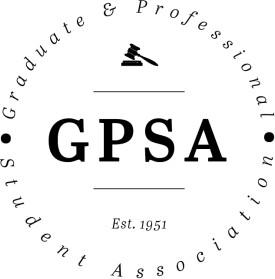 Graduate & Professional
GPSA
Est. 1951
Student Association